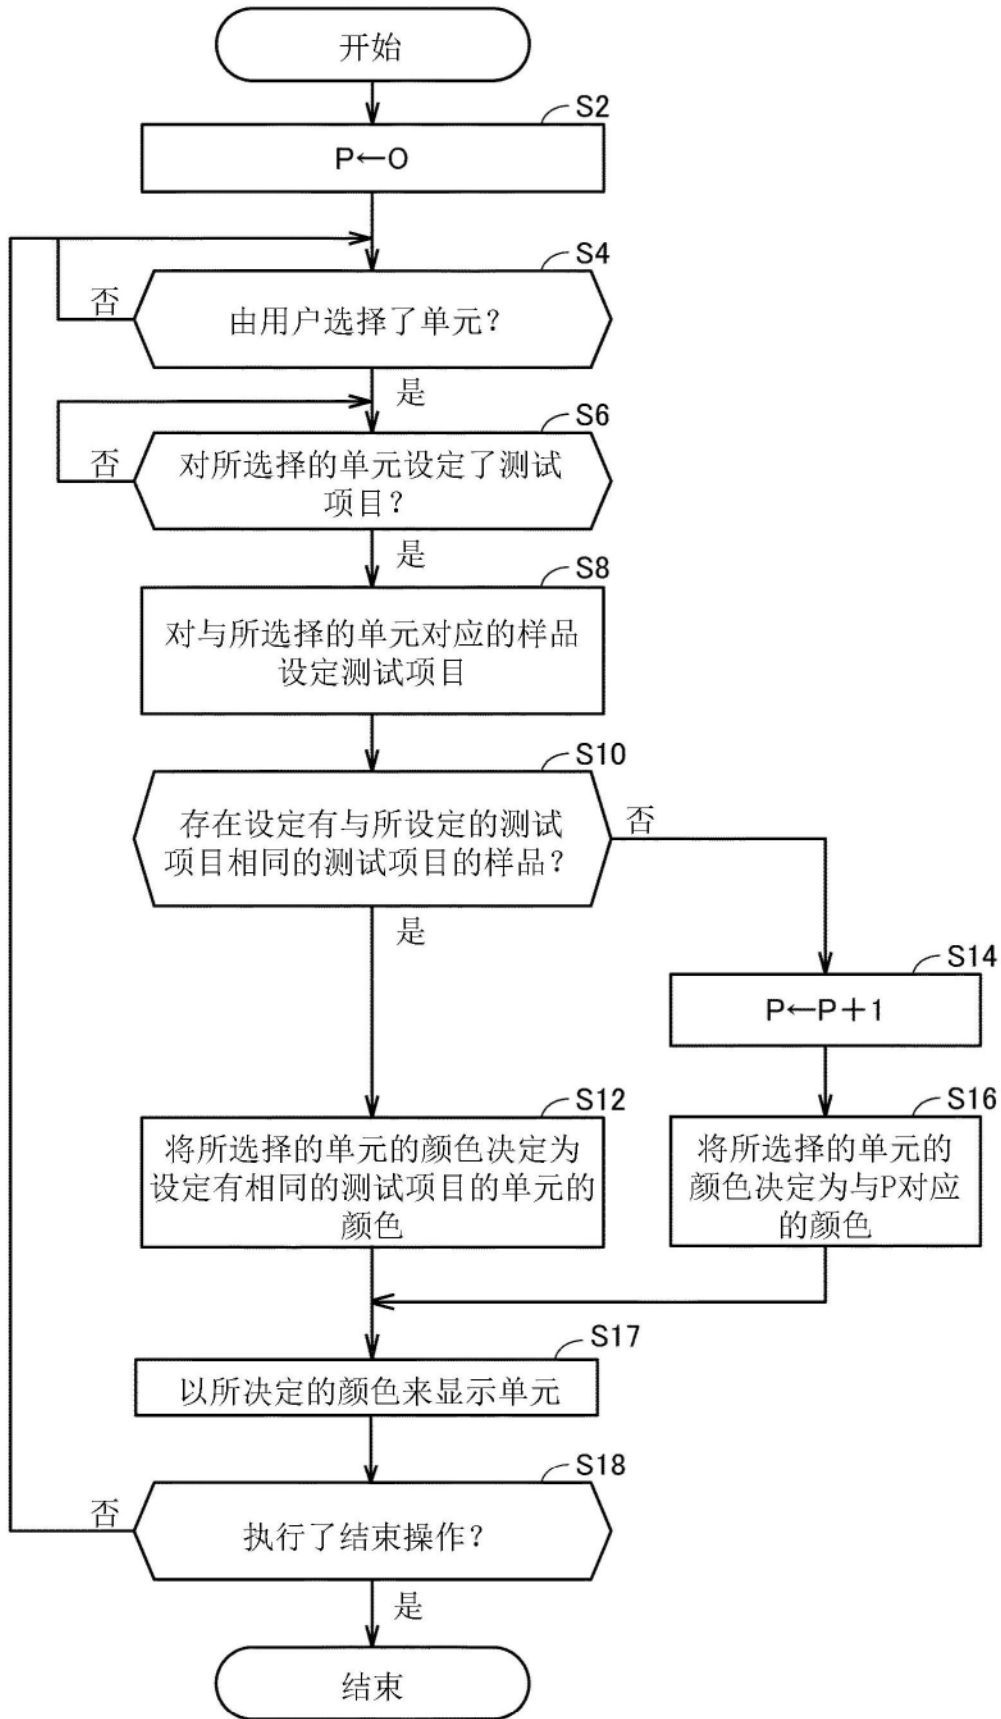 开始
S2
P←0
S4
否
由用户选择了单元？
是
S6
否
对所选择的单元设定了测试
项目？
是
S8
对与所选择的单元对应的样品
设定测试项目
S10
存在设定有与所设定的测试
项目相同的测试项目的样品？
否
是
S14
P←P＋1
S12
将所选择的单元的颜色决定为
设定有相同的测试项目的单元的
颜色
S16
将所选择的单元的
颜色决定为与P对应
的颜色
S17
以所决定的颜色来显示单元
S18
否
执行了结束操作？
是
结束